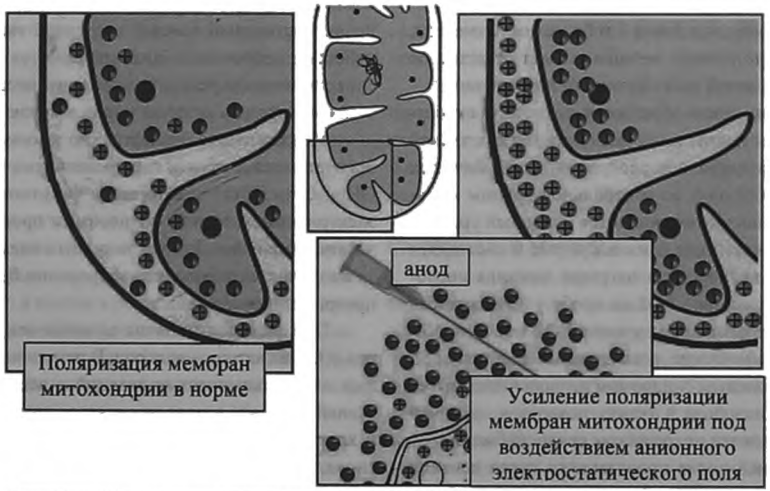 Поляризация мембран
митохондрии в норме
анод
Усиление поляризации
мембран митохондрии под
воздействием анионного
электростатического поля